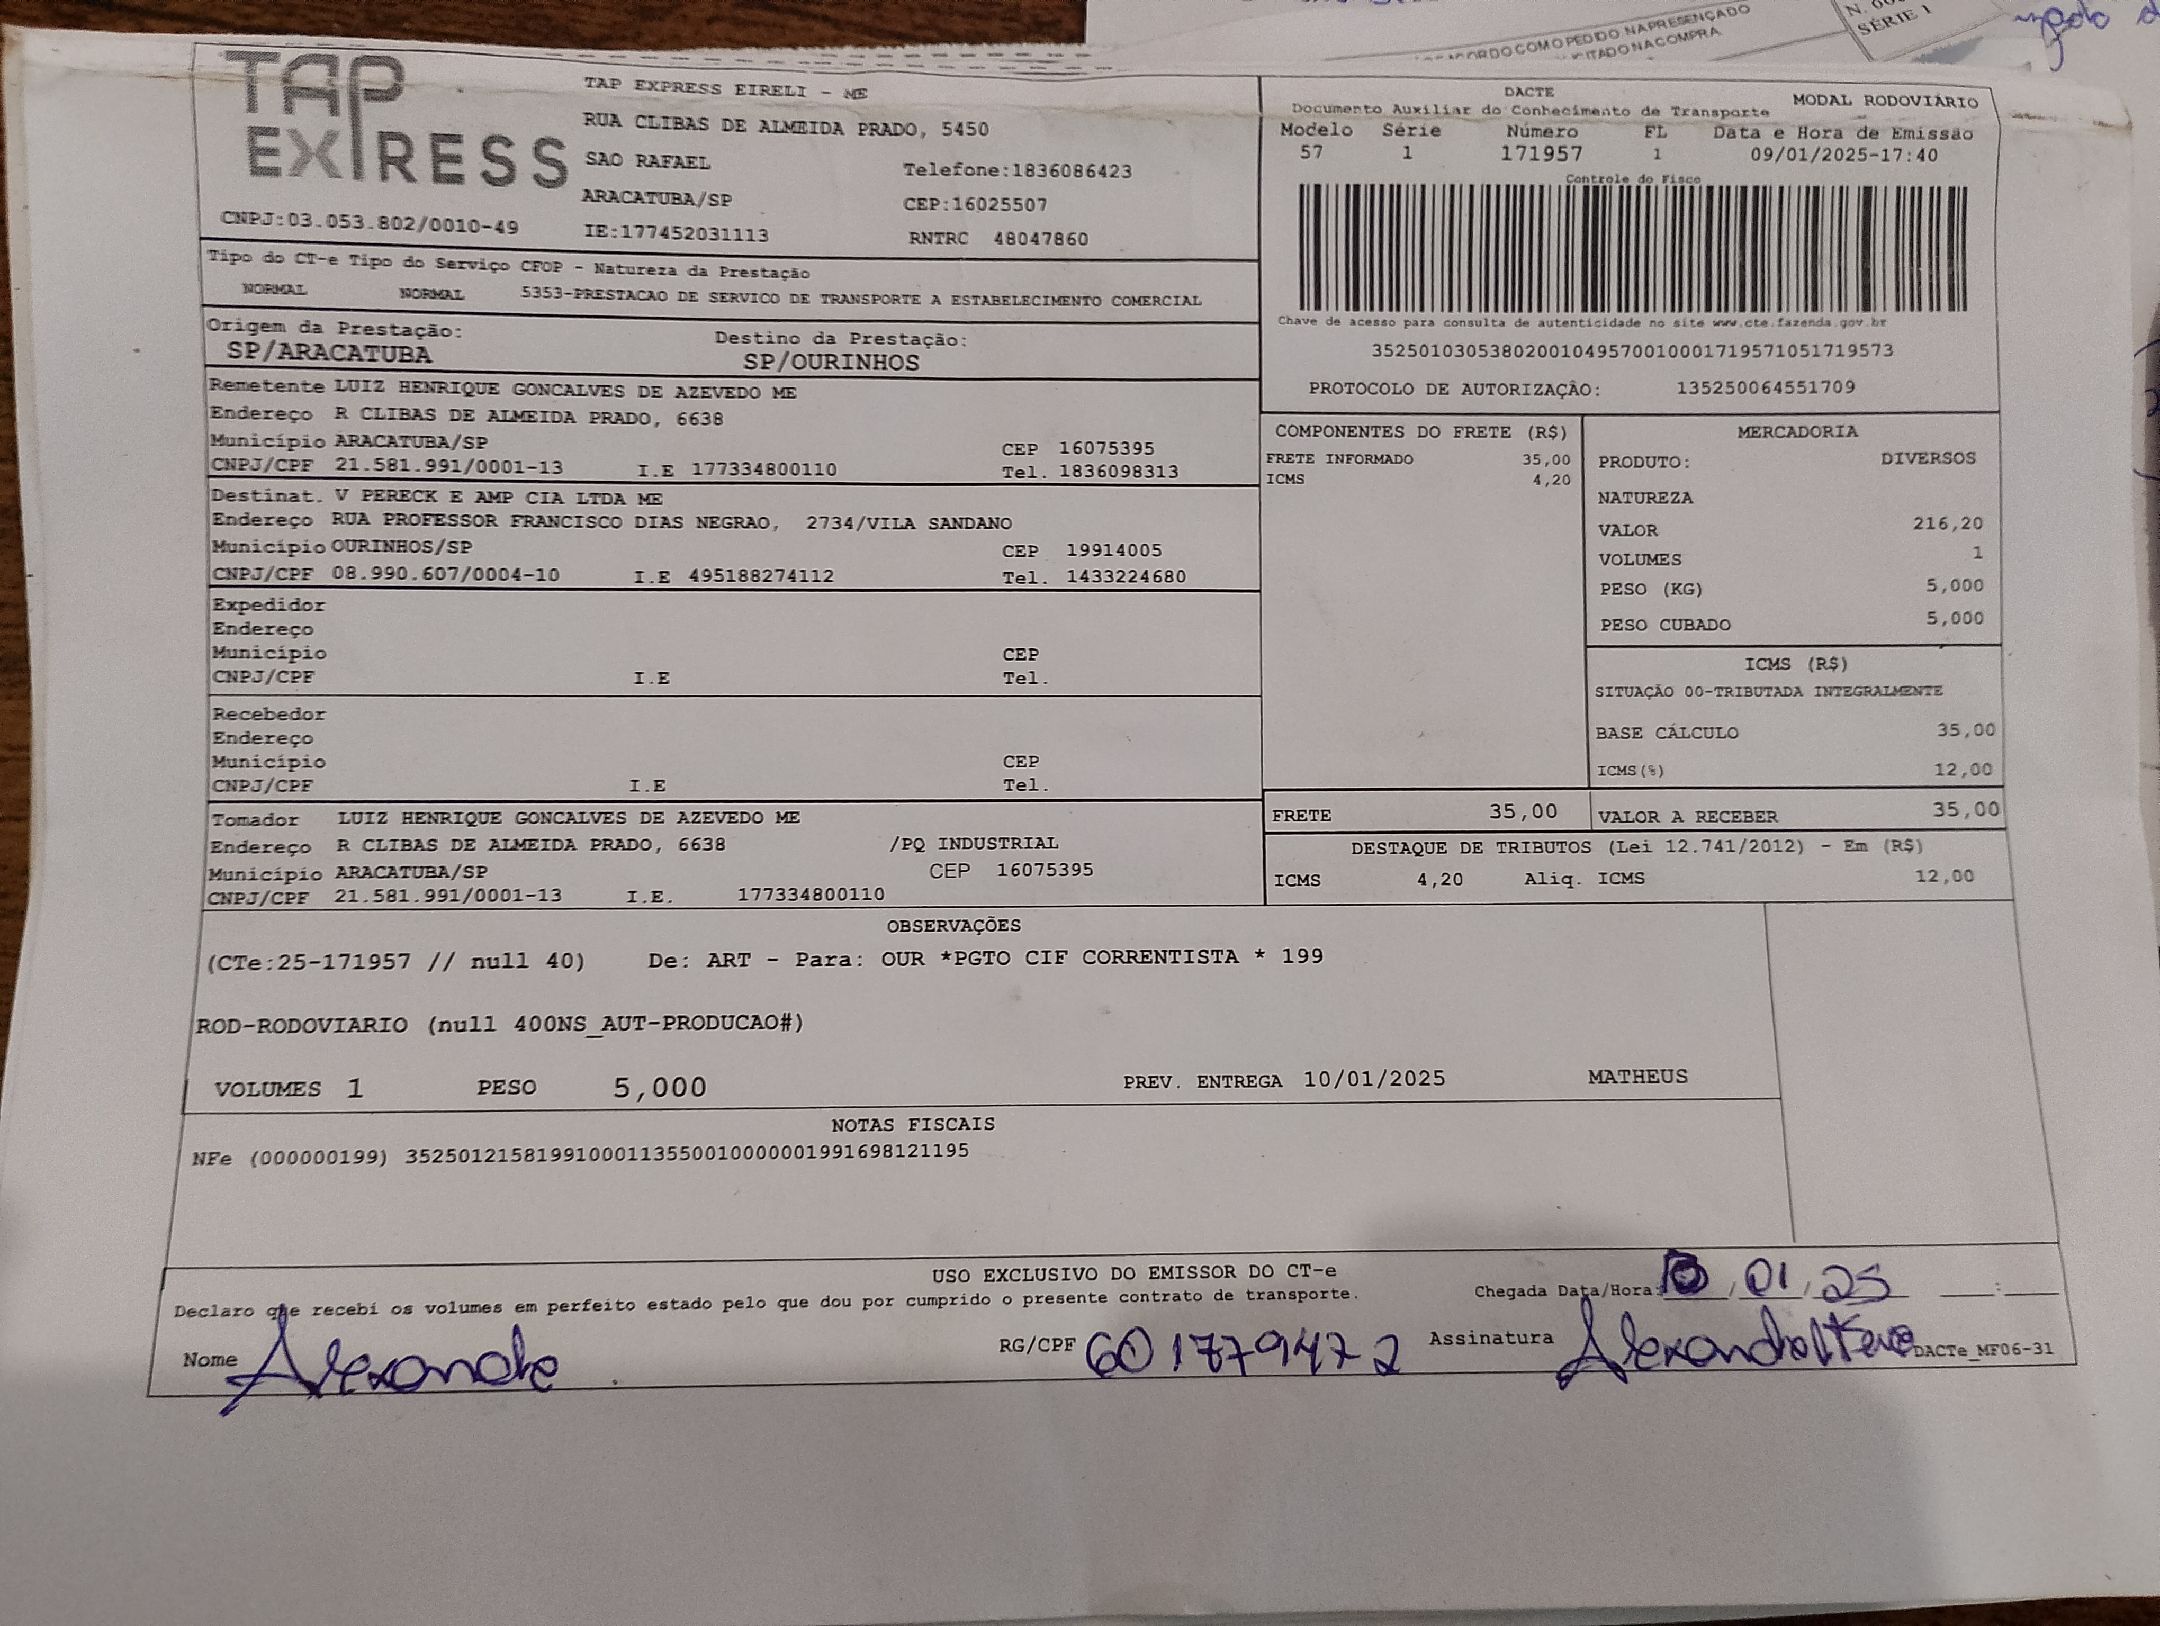 TAP EXPRESS
TAP EXPRESS EIRELI - ME
RUA CLIBAS DE ALMEIDA PRADO, 5450
SAO RAFAEL Telefone:1836086423
ARACATUBA/SP CEP:16025507
CNPJ:03.053.802/0010-49 IE:177452031113 RNTRC 48047860
DACTE
Documento Auxiliar do Conhecimento de Transporte MODAL RODOVIÁRIO
Modelo Série Número FL Data e Hora de Emissão
57 1 171957 1 09/01/2025-17:40
Controle do Fisco
Chave de acesso para consulta de autenticidade no site www.cte.fazenda.gov.br
35250103053802001049570010001719571051719573
PROTOCOLO DE AUTORIZAÇÃO: 135250064551709
Tipo do CT-e Tipo do Serviço CFOP - Natureza da Prestação
NORMAL NORMAL 5353-PRESTACAO DE SERVICO DE TRANSPORTE A ESTABELECIMENTO COMERCIAL
Origem da Prestação: Destino da Prestação:
SP/ARACATUBA SP/OURINHOS
Remetente LUIZ HENRIQUE GONCALVES DE AZEVEDO ME
Endereço R CLIBAS DE ALMEIDA PRADO, 6638
Município ARACATUBA/SP CEP 16075395
CNPJ/CPF 21.581.991/0001-13 I.E 177334800110 Tel. 1836098313
Destinat. V PERECK E AMP CIA LTDA ME
Endereço RUA PROFESSOR FRANCISCO DIAS NEGRAO, 2734/VILA SANDANO
Município OURINHOS/SP CEP 19914005
CNPJ/CPF 08.990.607/0004-10 I.E 495188274112 Tel. 1433224680
Expedidor
Endereço
Município CEP
CNPJ/CPF I.E Tel.
Recebedor
Endereço
Município CEP
CNPJ/CPF I.E Tel.
Tomador LUIZ HENRIQUE GONCALVES DE AZEVEDO ME
Endereço R CLIBAS DE ALMEIDA PRADO, 6638 /PQ INDUSTRIAL
Município ARACATUBA/SP CEP 16075395
CNPJ/CPF 21.581.991/0001-13 I.E. 177334800110
COMPONENTES DO FRETE (R$)
FRETE INFORMADO 35,00
ICMS 4,20
MERCADORIA
PRODUTO: DIVERSOS
NATUREZA
VALOR 216,20
VOLUMES 1
PESO (KG) 5,000
PESO CUBADO 5,000
ICMS (R$)
SITUAÇÃO 00-TRIBUTADA INTEGRALMENTE
BASE CÁLCULO 35,00
ICMS(%) 12,00
FRETE 35,00 VALOR A RECEBER 35,00
DESTAQUE DE TRIBUTOS (Lei 12.741/2012) - Em (R$)
ICMS 4,20 Aliq. ICMS 12,00
OBSERVAÇÕES
(CTe:25-171957 // null 40) De: ART - Para: OUR *PGTO CIF CORRENTISTA * 199
ROD-RODOVIARIO (null 400NS_AUT-PRODUCAO#)
VOLUMES 1 PESO 5,000 PREV. ENTREGA 10/01/2025 MATHEUS
NOTAS FISCAIS
NFe (000000199) 35250121581991000113550010000001991698121195
USO EXCLUSIVO DO EMISSOR DO CT-e
Declaro que recebi os volumes em perfeito estado pelo que dou por cumprido o presente contrato de transporte. Chegada Data/Hora: 10/01/25 :
Nome Alexandre RG/CPF 601779472 Assinatura DACTe_MF06-31
COM O PEDIDO NA PRESENÇA DO
NA COMPRA.
SÉRIE 1